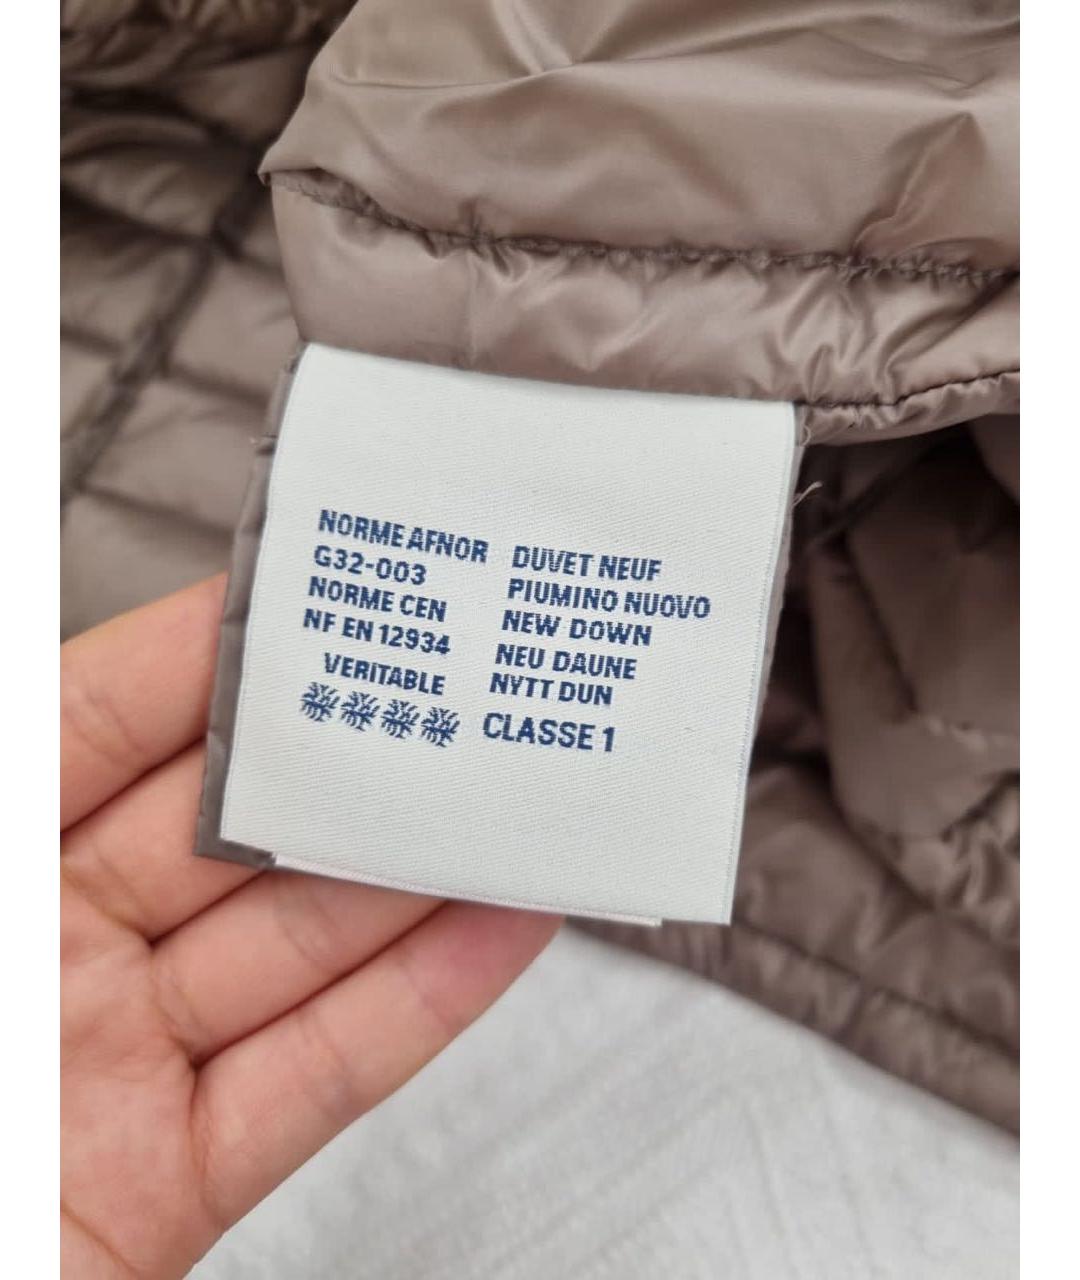 NORME AFNOR
G32-003
NORME CEN
NF EN 12934
VERITABLE
DUVET NEUF
PIUMINO NUOVO
NEW DOWN
NEU DAUNE
NYTT DUN
CLASSE 1